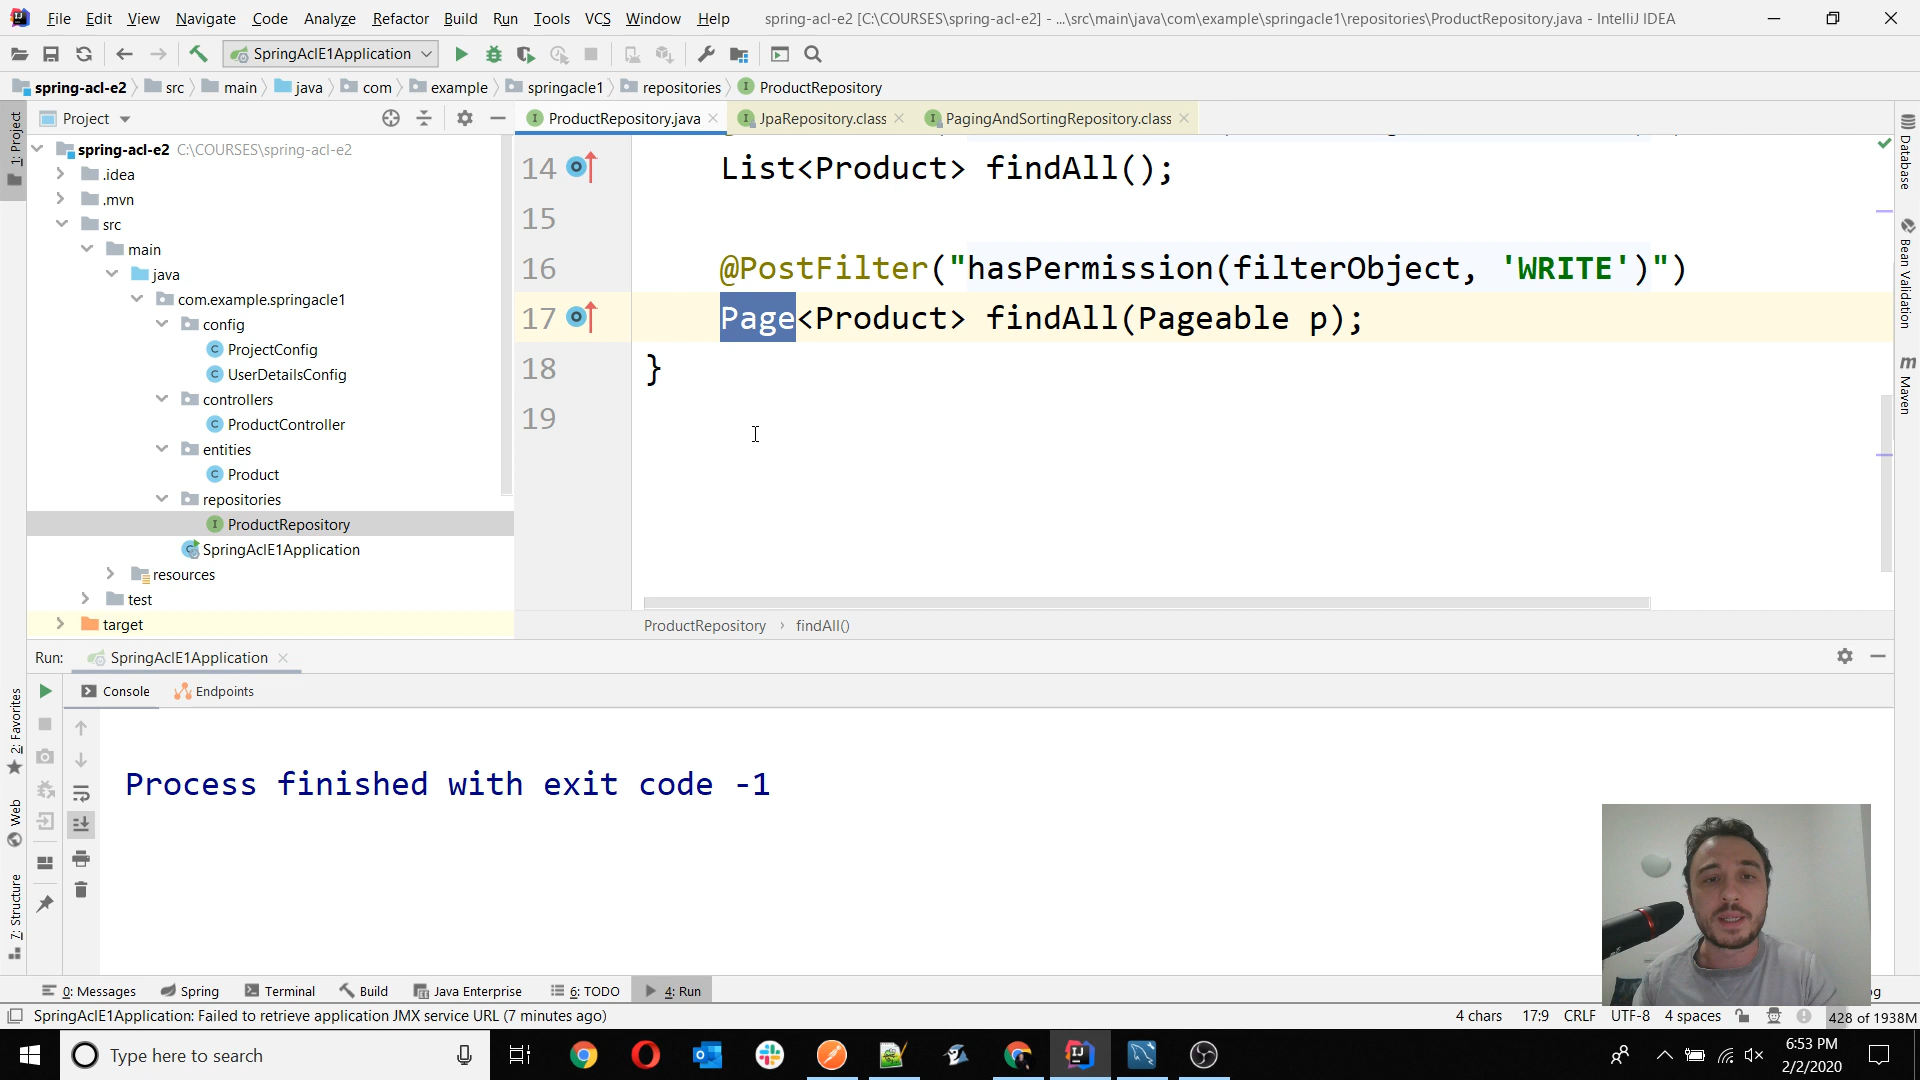 File Edit View Navigate Code Analyze Refactor Build Run Tools VCS Window Help spring-acl-e2 [C:\COURSES\spring-acl-e2] - ...\src\main\java\com\example\springacle1\repositories\ProductRepository.java - IntelliJ IDEA
SpringAclE1Application
spring-acl-e2 src main java com example springacle1 repositories ProductRepository
Project
ProductRepository.java JpaRepository.class PagingAndSortingRepository.class
1: Project
spring-acl-e2 C:\COURSES\spring-acl-e2
.idea
.mvn
src
main
java
com.example.springacle1
config
ProjectConfig
UserDetailsConfig
controllers
ProductController
entities
Product
repositories
ProductRepository
SpringAclE1Application
resources
test
target
14 List<Product> findAll();
15
16 @PostFilter("hasPermission(filterObject, 'WRITE')")
17 Page<Product> findAll(Pageable p);
18 }
19
ProductRepository › findAll()
Database
Bean Validation
Maven
Run: SpringAclE1Application
Console Endpoints
2: Favorites
Web
7: Structure
Process finished with exit code -1
0: Messages Spring Terminal Build Java Enterprise 6: TODO 4: Run
SpringAclE1Application: Failed to retrieve application JMX service URL (7 minutes ago)
4 chars 17:9 CRLF UTF-8 4 spaces 428 of 1938M
Type here to search
6:53 PM
2/2/2020